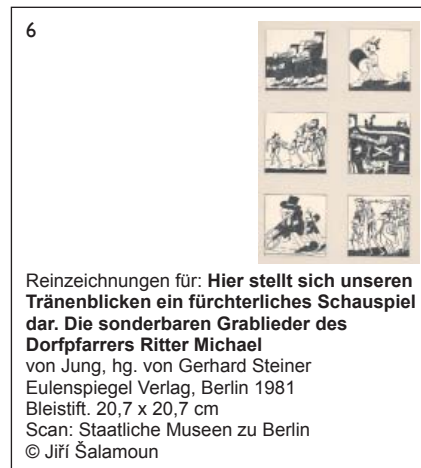 6
Reinzeichnungen für: Hier stellt sich unseren
Tränenblicken ein fürchterliches Schauspiel
dar. Die sonderbaren Grablieder des
Dorfpfarrers Ritter Michael
von Jung, hg. von Gerhard Steiner
Eulenspiegel Verlag, Berlin 1981
Bleistift. 20,7 x 20,7 cm
Scan: Staatliche Museen zu Berlin
© Jiří Šalamoun